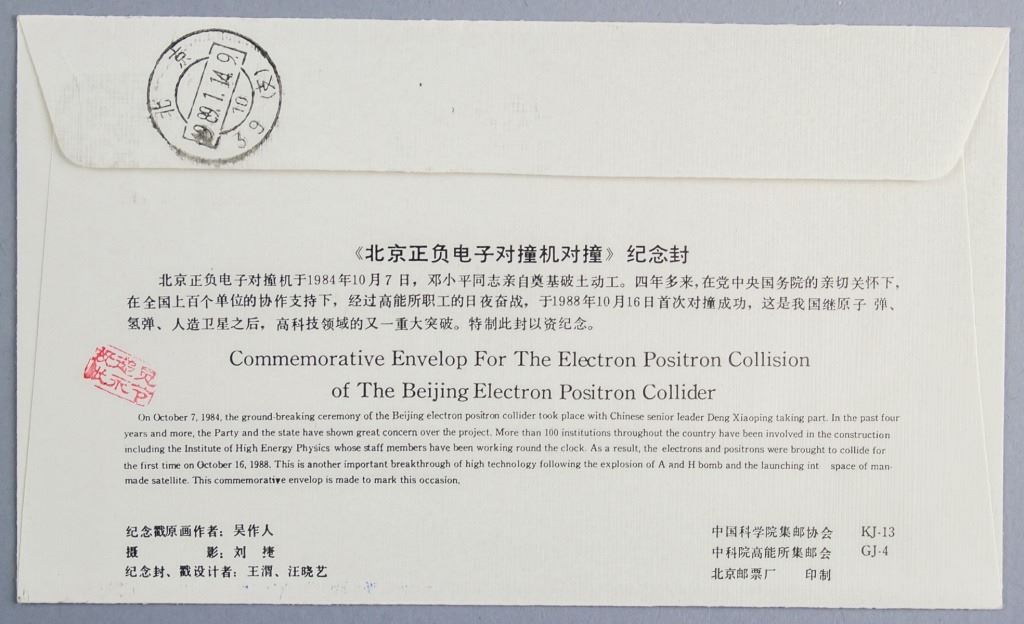 北京
1989.1.14.9
10
39
(支)
《北京正负电子对撞机对撞》纪念封
北京正负电子对撞机于1984年10月7日，邓小平同志亲自奠基破土动工。四年多来，在党中央国务院的亲切关怀下，
在全国上百个单位的协作支持下，经过高能所职工的日夜奋战，于1988年10月16日首次对撞成功，这是我国继原子 弹、
氢弹、人造卫星之后，高科技领域的又一重大突破。特制此封以资纪念。
Commemorative Envelop For The Electron Positron Collision
of The Beijing Electron Positron Collider
On October 7, 1984, the ground-breaking ceremony of the Beijing electron positron collider took place with Chinese senior leader Deng Xiaoping taking part. In the past four
years and more, the Party and the state have shown great concern over the project. More than 100 institutions throughout the country have been involved in the construction
including the Institute of High Energy Physics whose staff members have been working round the clock. As a result, the electrons and positrons were brought to collide for
the first time on October 16, 1988. This is another important breakthrough of high technology following the explosion of A and H bomb and the launching int space of man-
made satellite. This commemorative envelop is made to mark this occasion.
纪念戳原画作者：吴作人
摄 影：刘 捷
纪念封、戳设计者：王渭、汪晓艺
中国科学院集邮协会 KJ-13
中科院高能所集邮会 GJ-4
北京邮票厂 印制